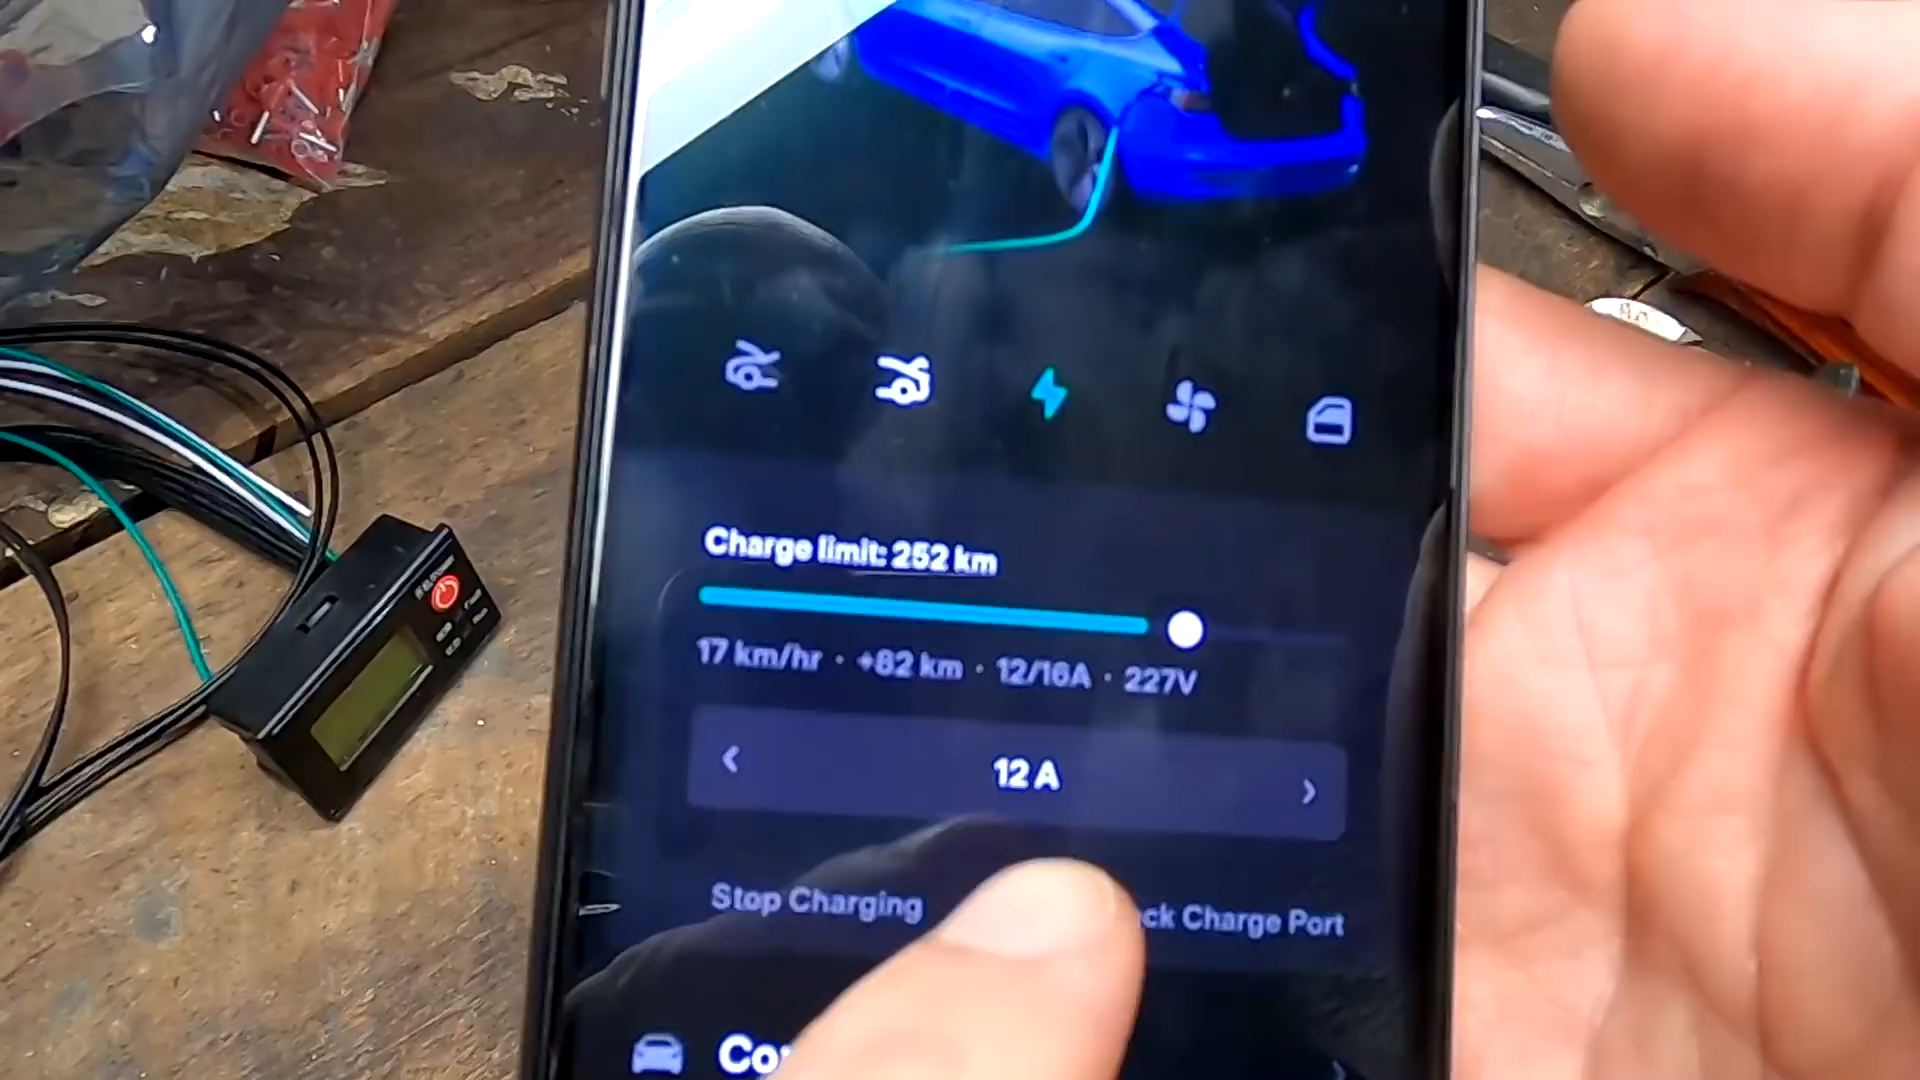 Charge limit: 252 km
17 km/hr · +82 km · 12/16A · 227V
12 A
Stop Charging
ck Charge Port
Co